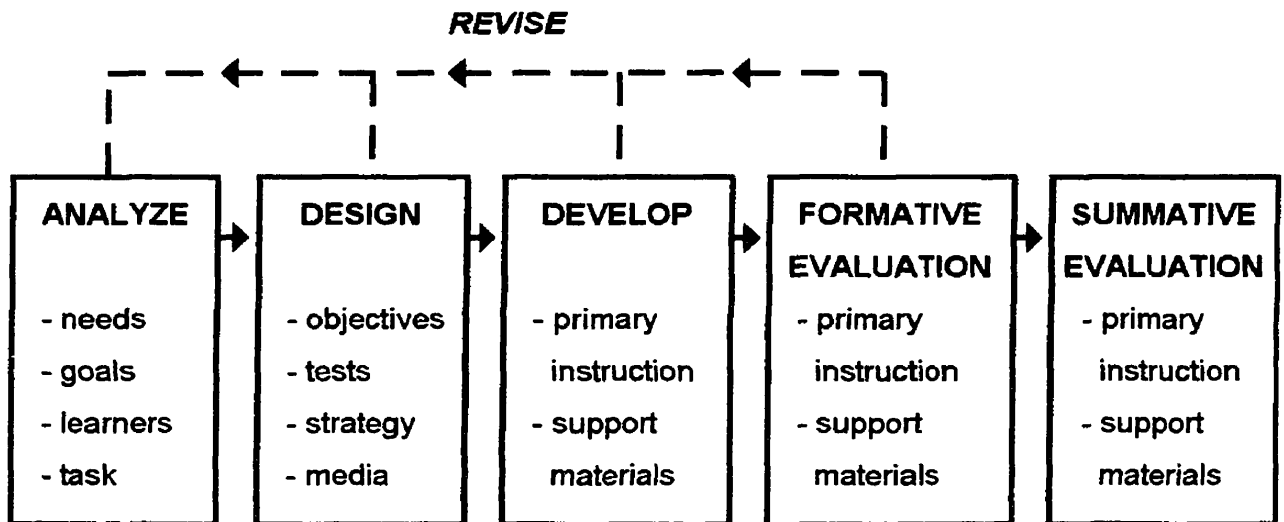 REVISE
ANALYZE
- needs
- goals
- learners
- task
DESIGN
- objectives
- tests
- strategy
- media
DEVELOP
- primary
instruction
- support
materials
FORMATIVE
EVALUATION
- primary
instruction
- support
materials
SUMMATIVE
EVALUATION
- primary
instruction
- support
materials